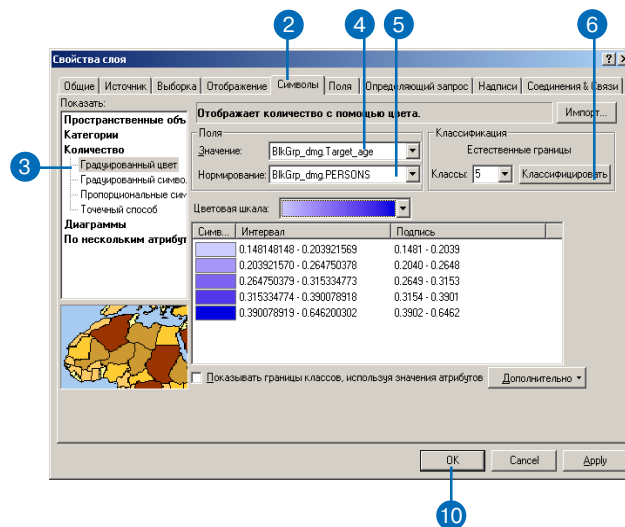 2
4
5
6
Свойства слоя
Общие Источник Выборка Отображение Символы Поля Определяющий запрос Надписи Соединения & Связи
Показать:
Пространственные объ
Категории
Количество
3
Градуированный цвет
Градуированный симво.
Пропорциональные сим
Точечный способ
Диаграммы
По нескольким атрибут
Отображает количество с помощью цвета.
Импорт...
Поля
Значение: BlkGrp_dmg.Target_age
Нормирование: BlkGrp_dmg.PERSONS
Классификация
Естественные границы
Классы: 5 Классифицировать
Цветовая шкала:
Симв... Интервал Подпись
0.148148148 - 0.203921569 0.1481 - 0.2039
0.203921570 - 0.264750378 0.2040 - 0.2648
0.264750379 - 0.315334773 0.2649 - 0.3153
0.315334774 - 0.390078918 0.3154 - 0.3901
0.390078919 - 0.646200302 0.3902 - 0.6462
Показывать границы классов, используя значения атрибутов Дополнительно
OK Cancel Apply
10